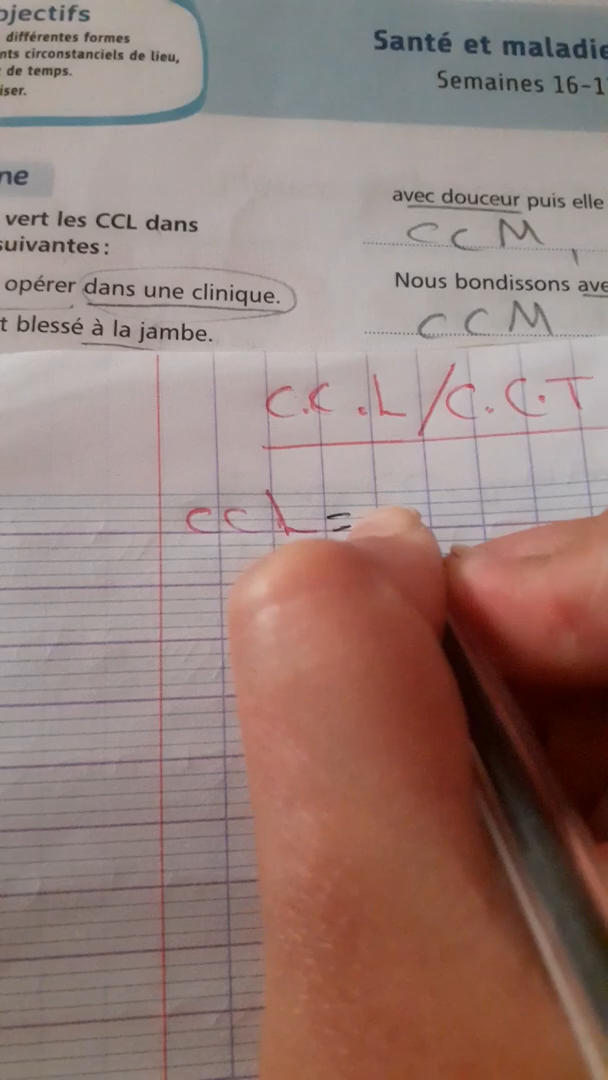 bjectifs
différentes formes
nts circonstanciels de lieu,
de temps.
iser.
Santé et maladie
Semaines 16-1
ne
vert les CCL dans
suivantes :
opérer dans une clinique.
t blessé à la jambe.
avec douceur puis elle
CCM
Nous bondissons ave
CCM
C.C.L/C.C.T
CCL =